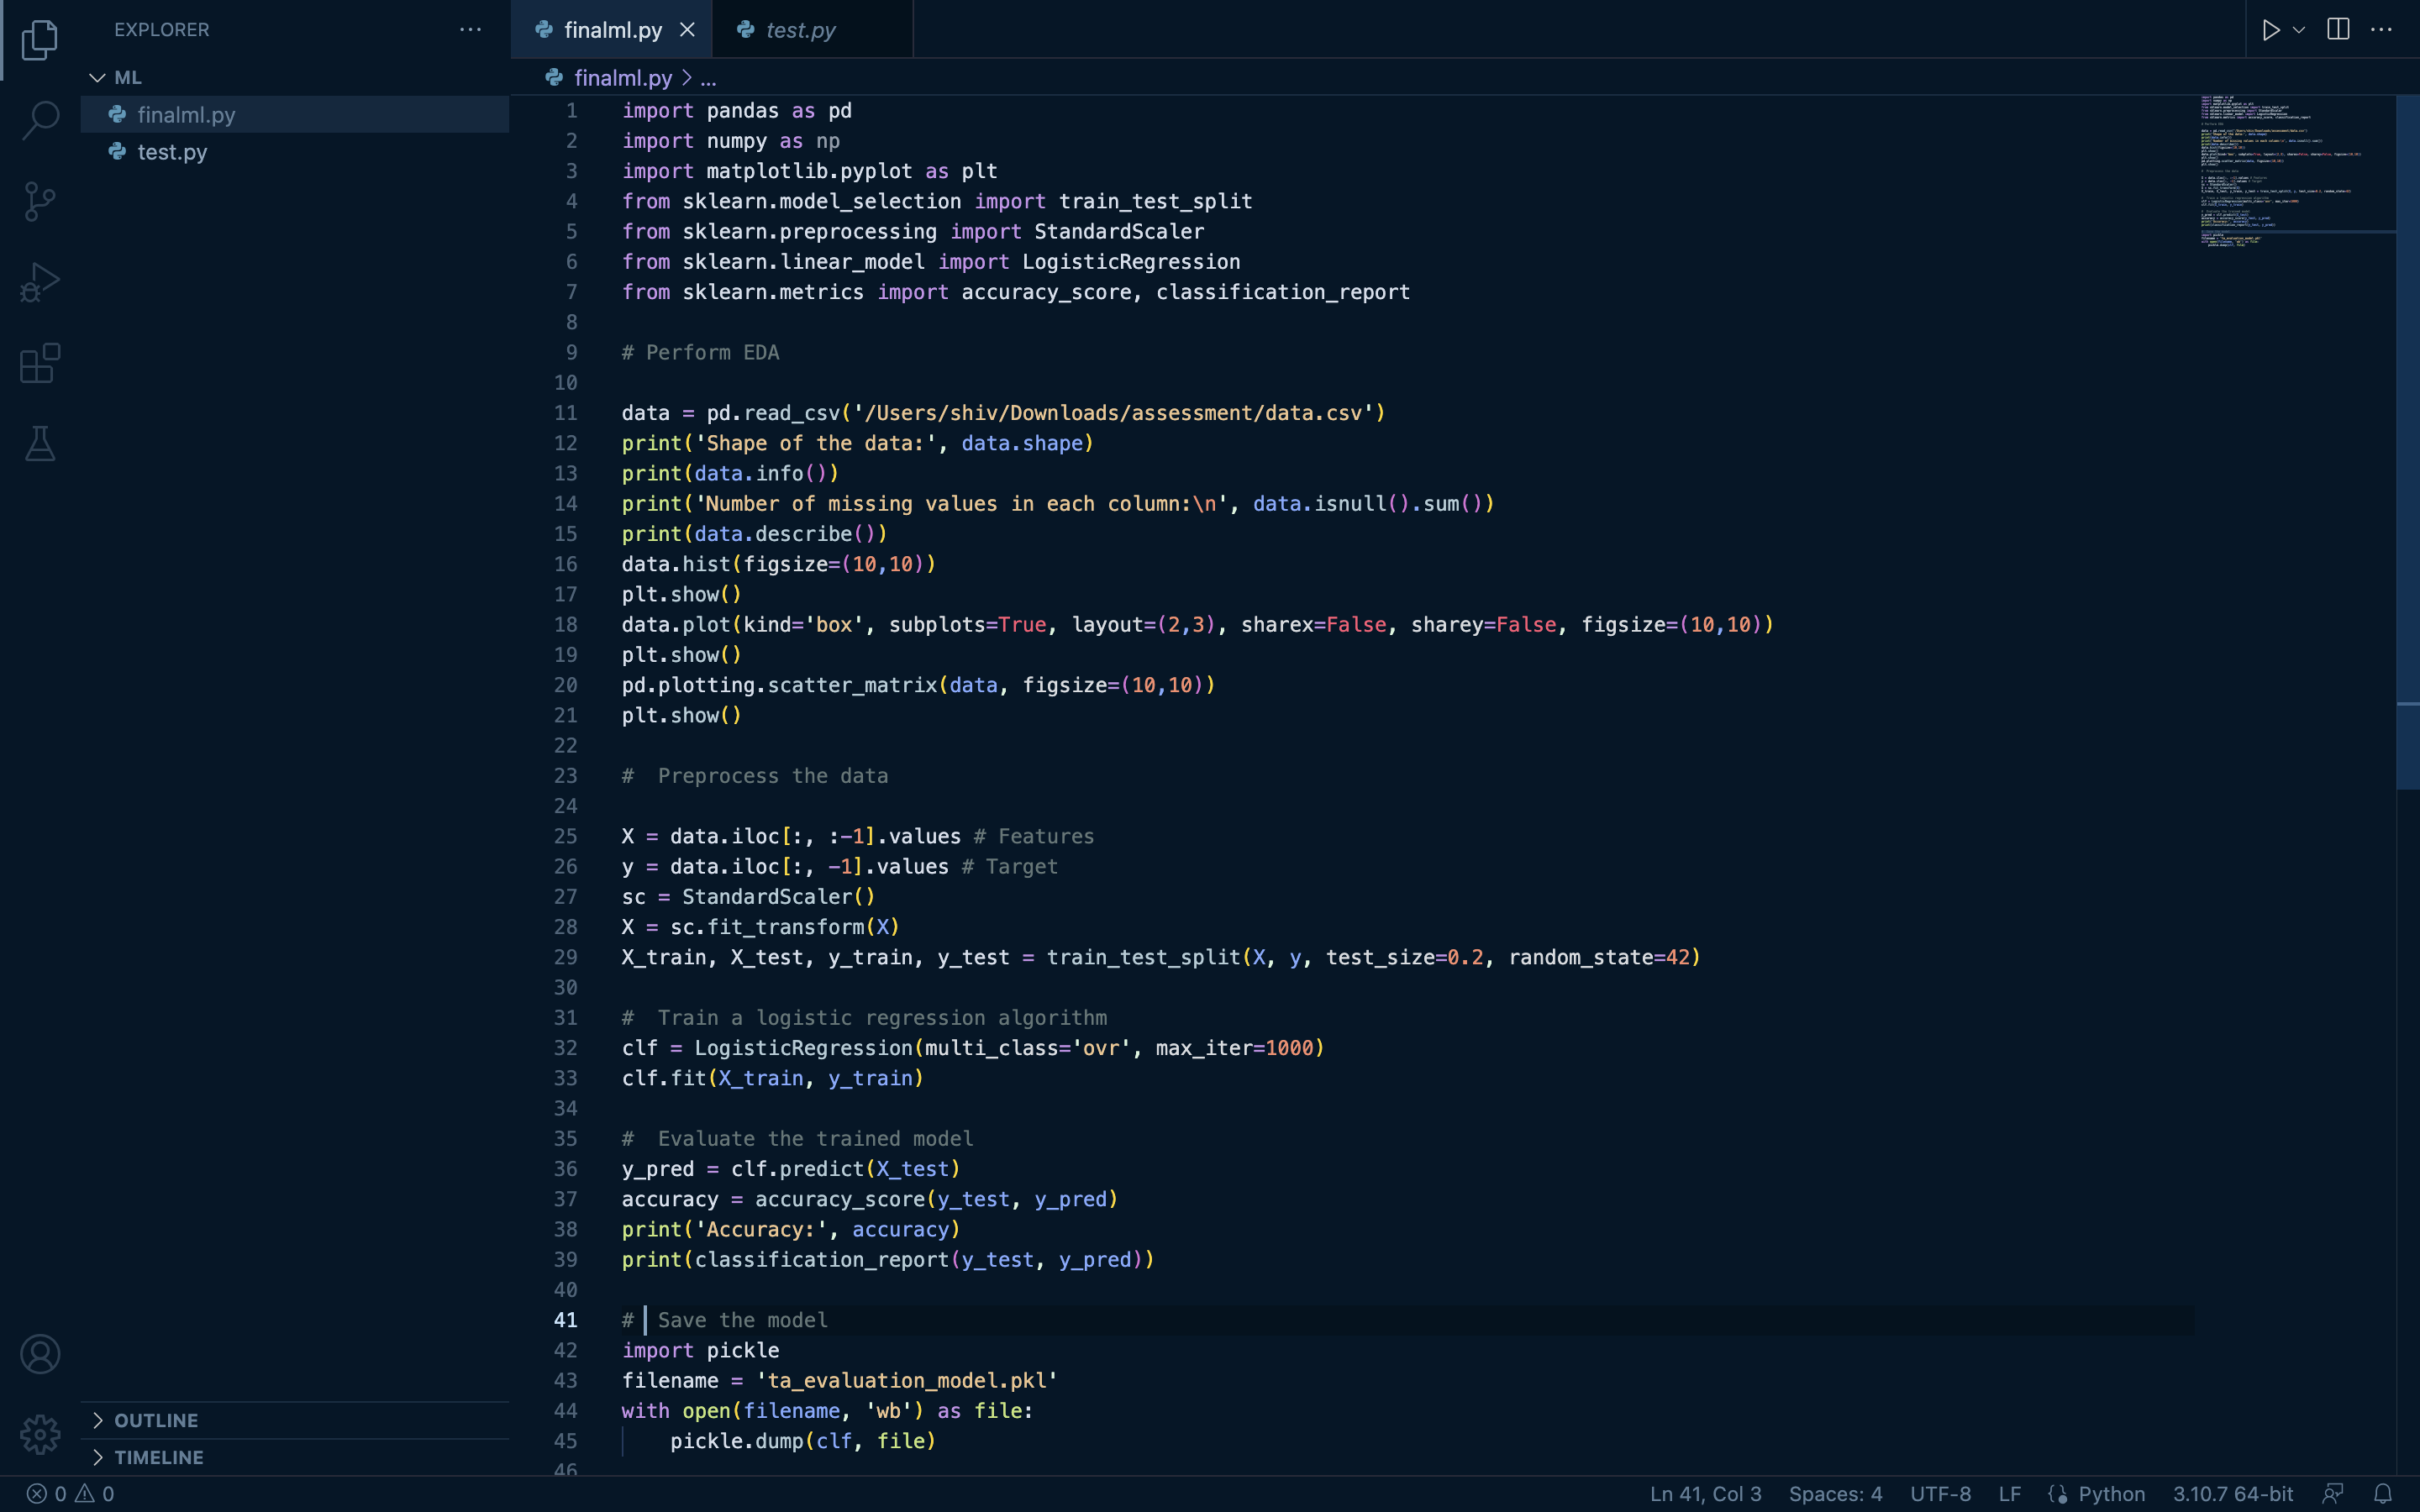 EXPLORER
ML
finalml.py
test.py
OUTLINE
TIMELINE
finalml.py
test.py
finalml.py > ...
1 import pandas as pd
2 import numpy as np
3 import matplotlib.pyplot as plt
4 from sklearn.model_selection import train_test_split
5 from sklearn.preprocessing import StandardScaler
6 from sklearn.linear_model import LogisticRegression
7 from sklearn.metrics import accuracy_score, classification_report
8
9 # Perform EDA
10
11 data = pd.read_csv('/Users/shiv/Downloads/assessment/data.csv')
12 print('Shape of the data:', data.shape)
13 print(data.info())
14 print('Number of missing values in each column:\n', data.isnull().sum())
15 print(data.describe())
16 data.hist(figsize=(10,10))
17 plt.show()
18 data.plot(kind='box', subplots=True, layout=(2,3), sharex=False, sharey=False, figsize=(10,10))
19 plt.show()
20 pd.plotting.scatter_matrix(data, figsize=(10,10))
21 plt.show()
22
23 #  Preprocess the data
24
25 X = data.iloc[:, :-1].values # Features
26 y = data.iloc[:, -1].values # Target
27 sc = StandardScaler()
28 X = sc.fit_transform(X)
29 X_train, X_test, y_train, y_test = train_test_split(X, y, test_size=0.2, random_state=42)
30
31 #  Train a logistic regression algorithm
32 clf = LogisticRegression(multi_class='ovr', max_iter=1000)
33 clf.fit(X_train, y_train)
34
35 #  Evaluate the trained model
36 y_pred = clf.predict(X_test)
37 accuracy = accuracy_score(y_test, y_pred)
38 print('Accuracy:', accuracy)
39 print(classification_report(y_test, y_pred))
40
41 #  Save the model
42 import pickle
43 filename = 'ta_evaluation_model.pkl'
44 with open(filename, 'wb') as file:
45     pickle.dump(clf, file)
46
0 0
Ln 41, Col 3 Spaces: 4 UTF-8 LF Python 3.10.7 64-bit